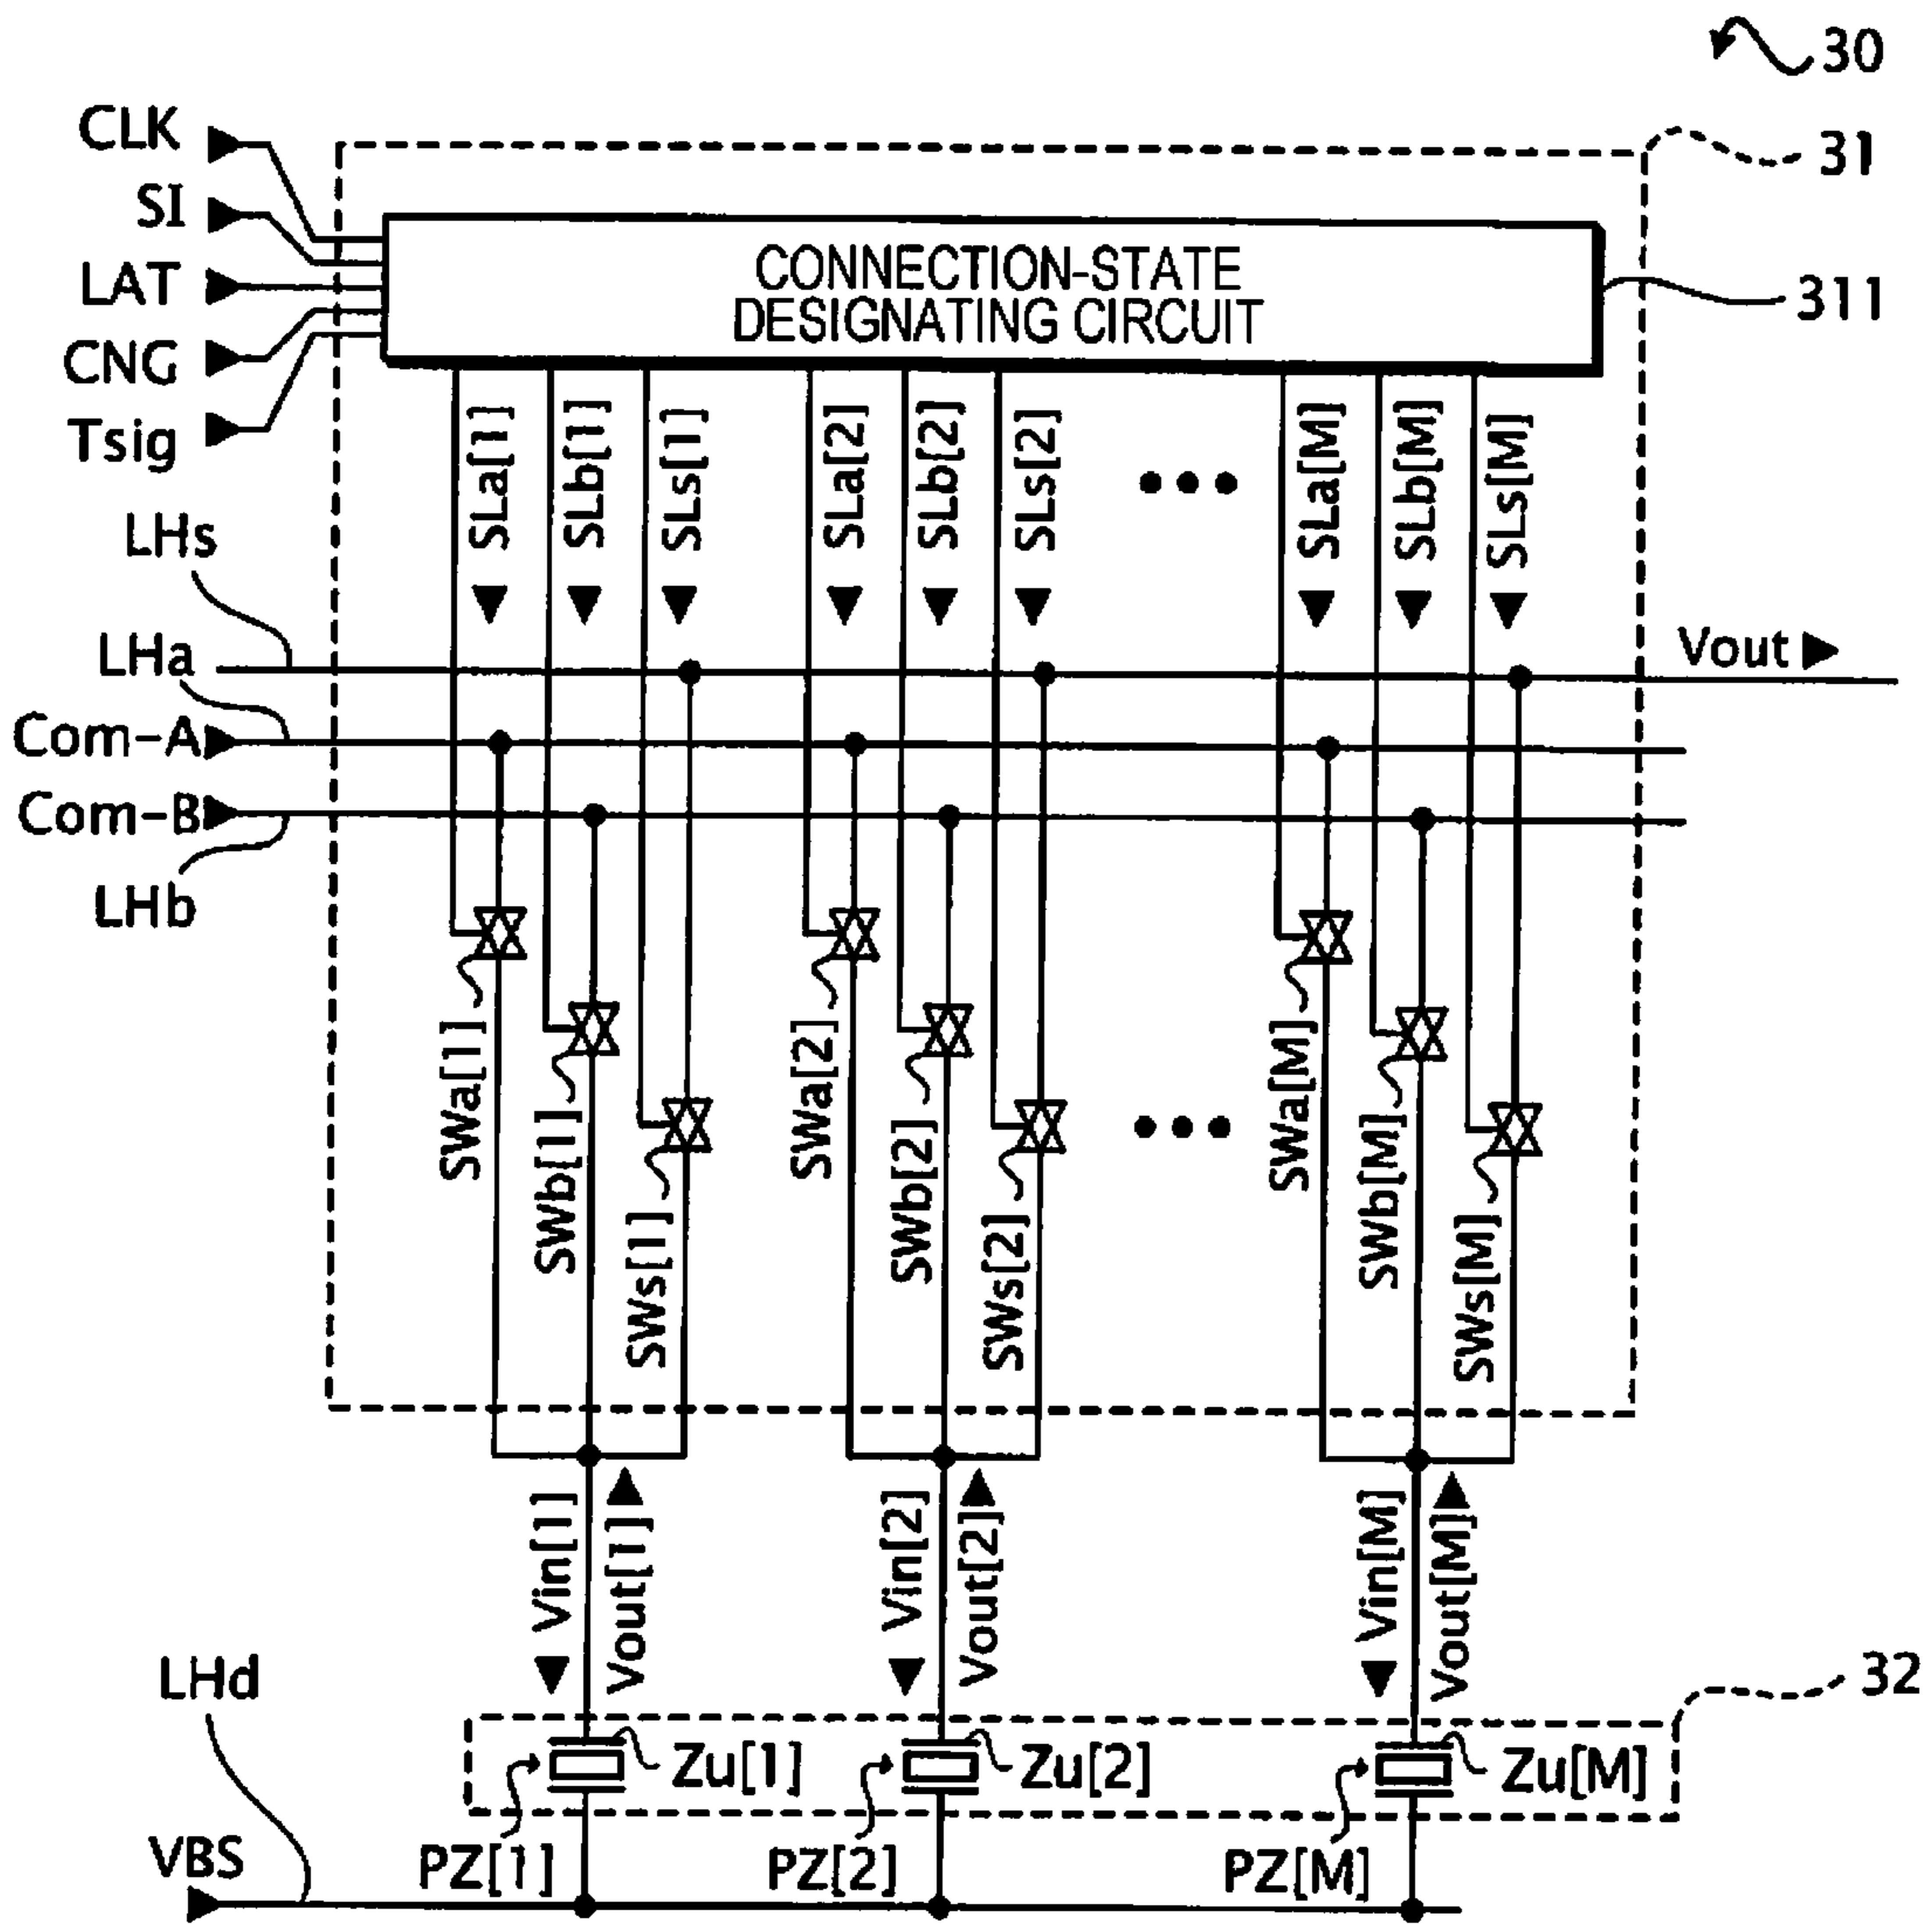 30
31
CLK
SI
LAT
CNG
Tsig
CONNECTION-STATE
DESIGNATING CIRCUIT
311
SLa[1]
SLb[1]
SLs[1]
SLa[2]
SLb[2]
SLs[2]
SLa[M]
SLb[M]
SLs[M]
LHs
LHa
Vout
Com-A
Com-B
LHb
SWa[1]
SWb[1]
SWs[1]
SWa[2]
SWb[2]
SWs[2]
SWa[M]
SWb[M]
SWs[M]
Vin[1]
Vout[1]
Vin[2]
Vout[2]
Vin[M]
Vout[M]
LHd
32
Zu[1]
Zu[2]
Zu[M]
VBS
PZ[1]
PZ[2]
PZ[M]